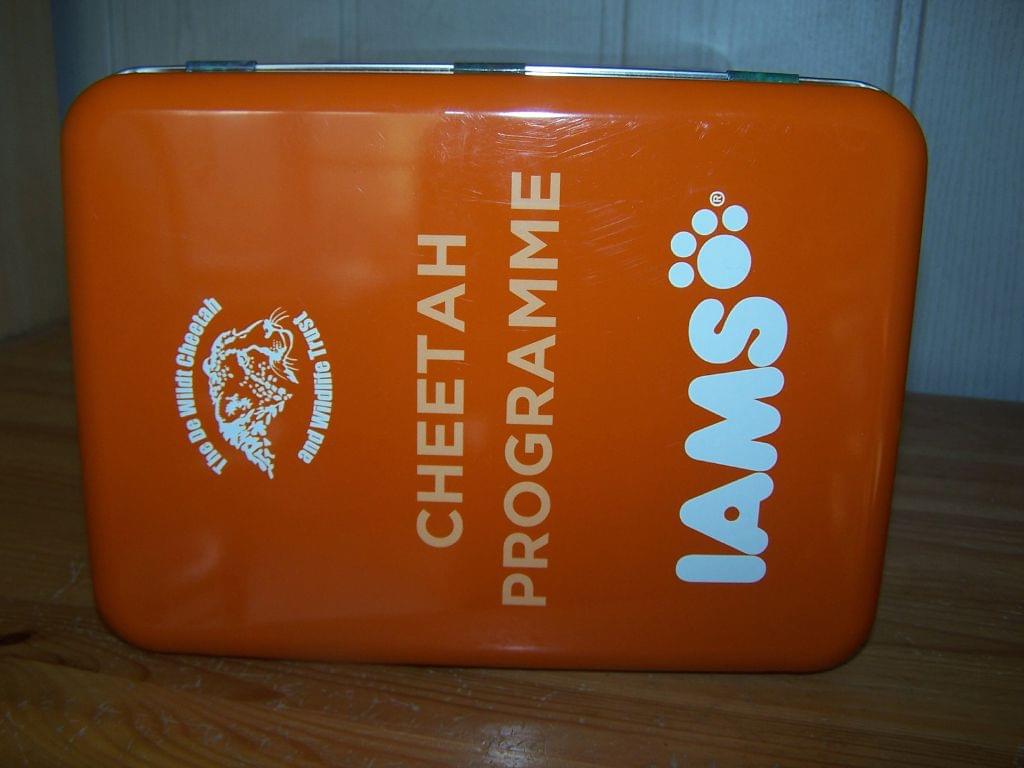 The De Wildt Cheetah
and Wildlife Trust
CHEETAH
PROGRAMME
IAMS®